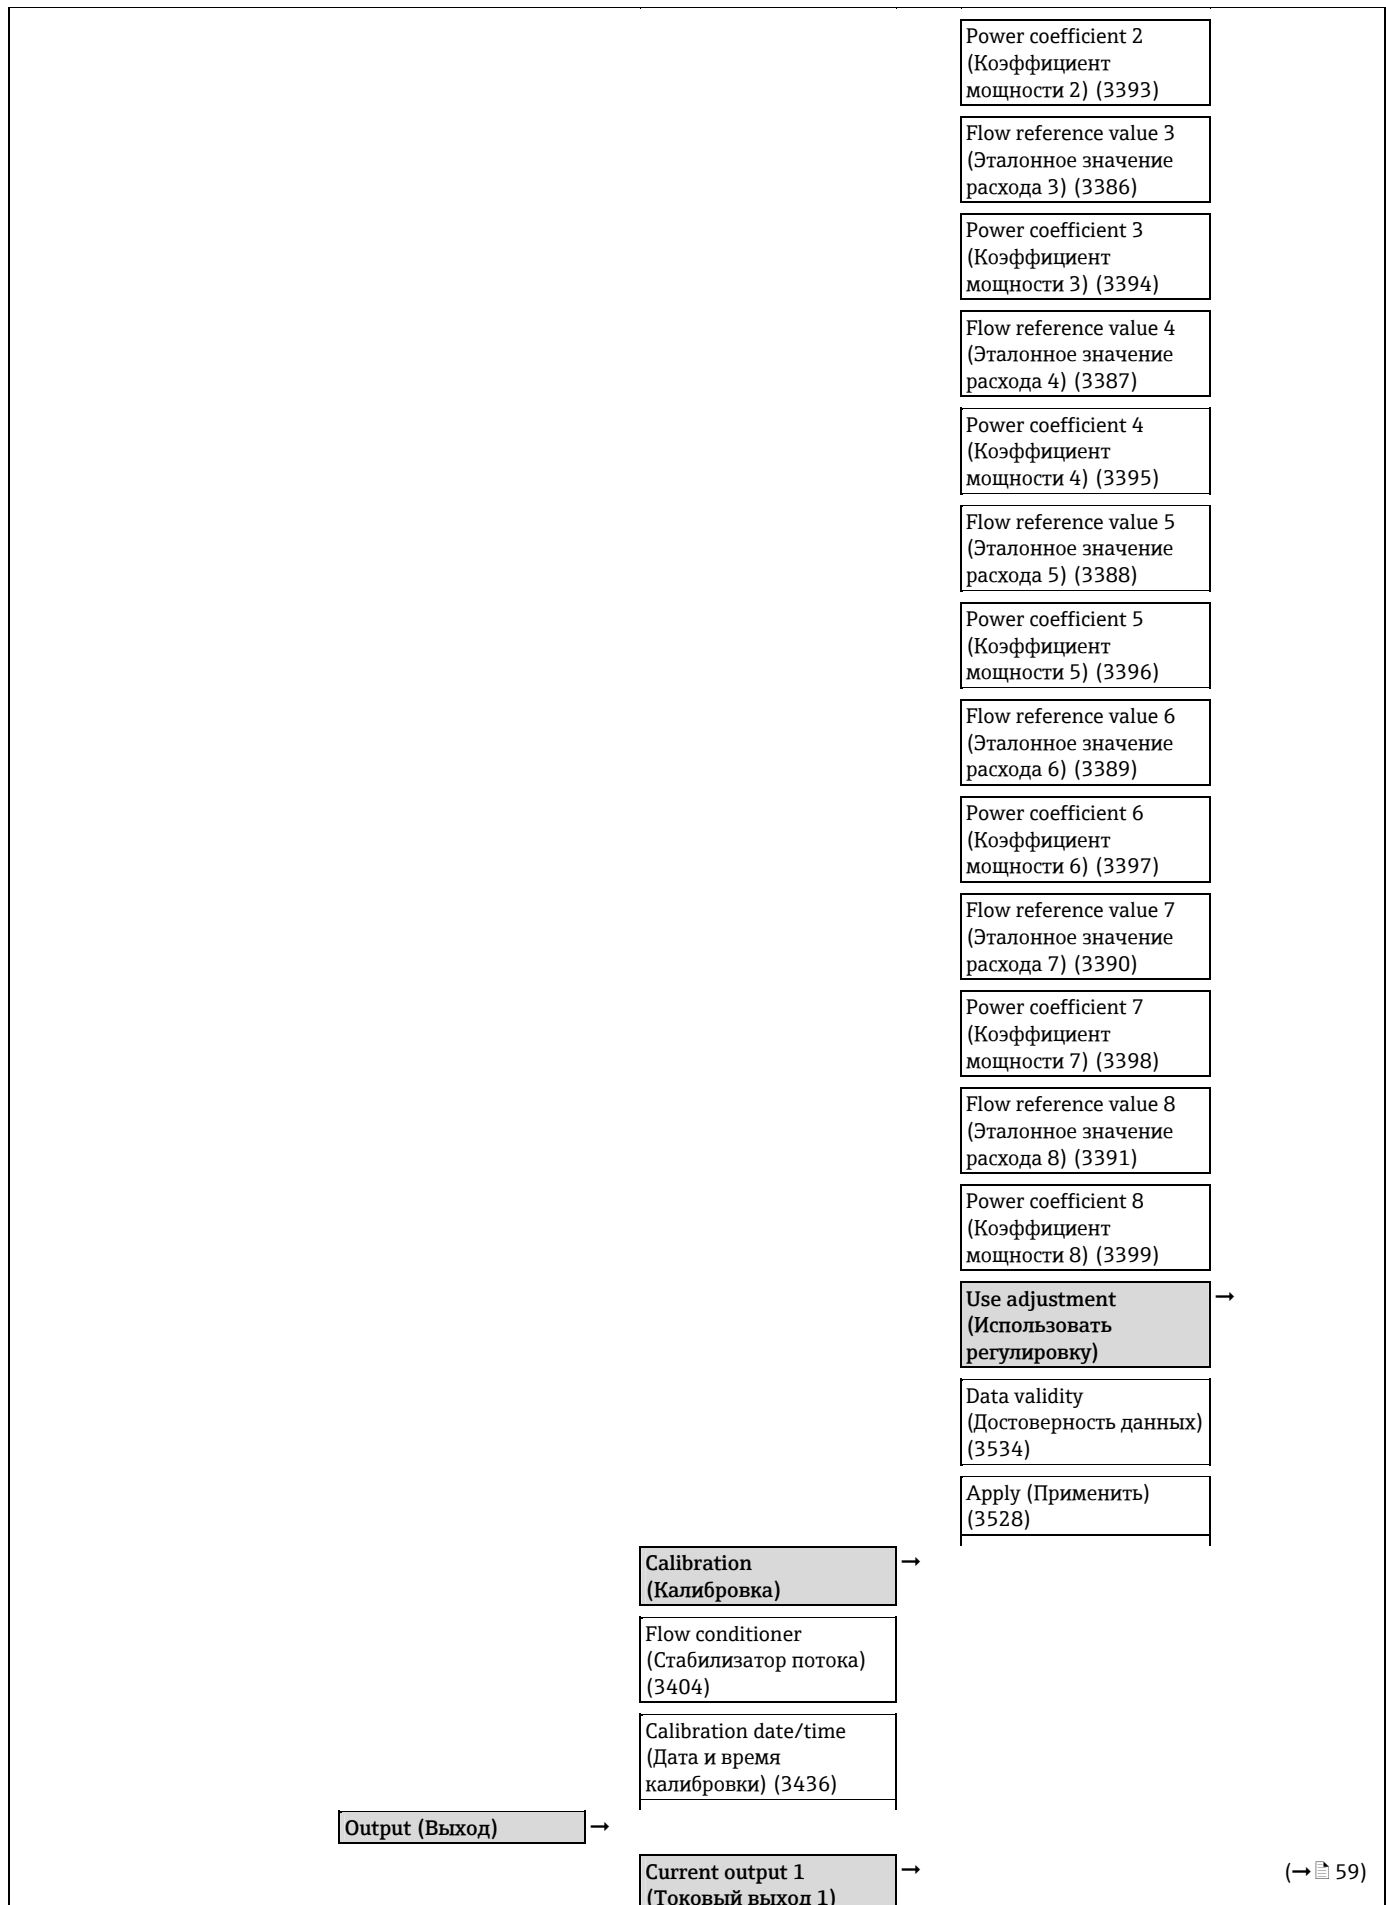 Power coefficient 2
(Коэффициент
мощности 2) (3393)
Flow reference value 3
(Эталонное значение
расхода 3) (3386)
Power coefficient 3
(Коэффициент
мощности 3) (3394)
Flow reference value 4
(Эталонное значение
расхода 4) (3387)
Power coefficient 4
(Коэффициент
мощности 4) (3395)
Flow reference value 5
(Эталонное значение
расхода 5) (3388)
Power coefficient 5
(Коэффициент
мощности 5) (3396)
Flow reference value 6
(Эталонное значение
расхода 6) (3389)
Power coefficient 6
(Коэффициент
мощности 6) (3397)
Flow reference value 7
(Эталонное значение
расхода 7) (3390)
Power coefficient 7
(Коэффициент
мощности 7) (3398)
Flow reference value 8
(Эталонное значение
расхода 8) (3391)
Power coefficient 8
(Коэффициент
мощности 8) (3399)
Use adjustment →
(Использовать
регулировку)
Data validity
(Достоверность данных)
(3534)
Apply (Применить)
(3528)
Calibration →
(Калибровка)
Flow conditioner
(Стабилизатор потока)
(3404)
Calibration date/time
(Дата и время
калибровки) (3436)
Output (Выход) →
Current output 1 → (→ 59)
(Токовый выход 1)